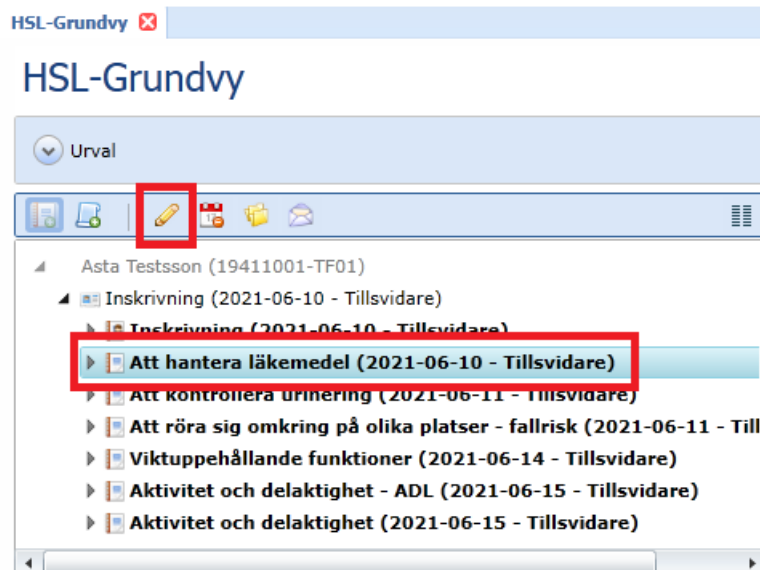 HSL-Grundvy
HSL-Grundvy
Urval
Asta Testsson (19411001-TF01)
Inskrivning (2021-06-10 - Tillsvidare)
Inskrivning (2021-06-10 - Tillsvidare)
Att hantera läkemedel (2021-06-10 - Tillsvidare)
Att kontrollera urinering (2021-06-11 - Tillsvidare)
Att röra sig omkring på olika platser - fallrisk (2021-06-11 - Till
Viktuppehållande funktioner (2021-06-14 - Tillsvidare)
Aktivitet och delaktighet - ADL (2021-06-15 - Tillsvidare)
Aktivitet och delaktighet (2021-06-15 - Tillsvidare)